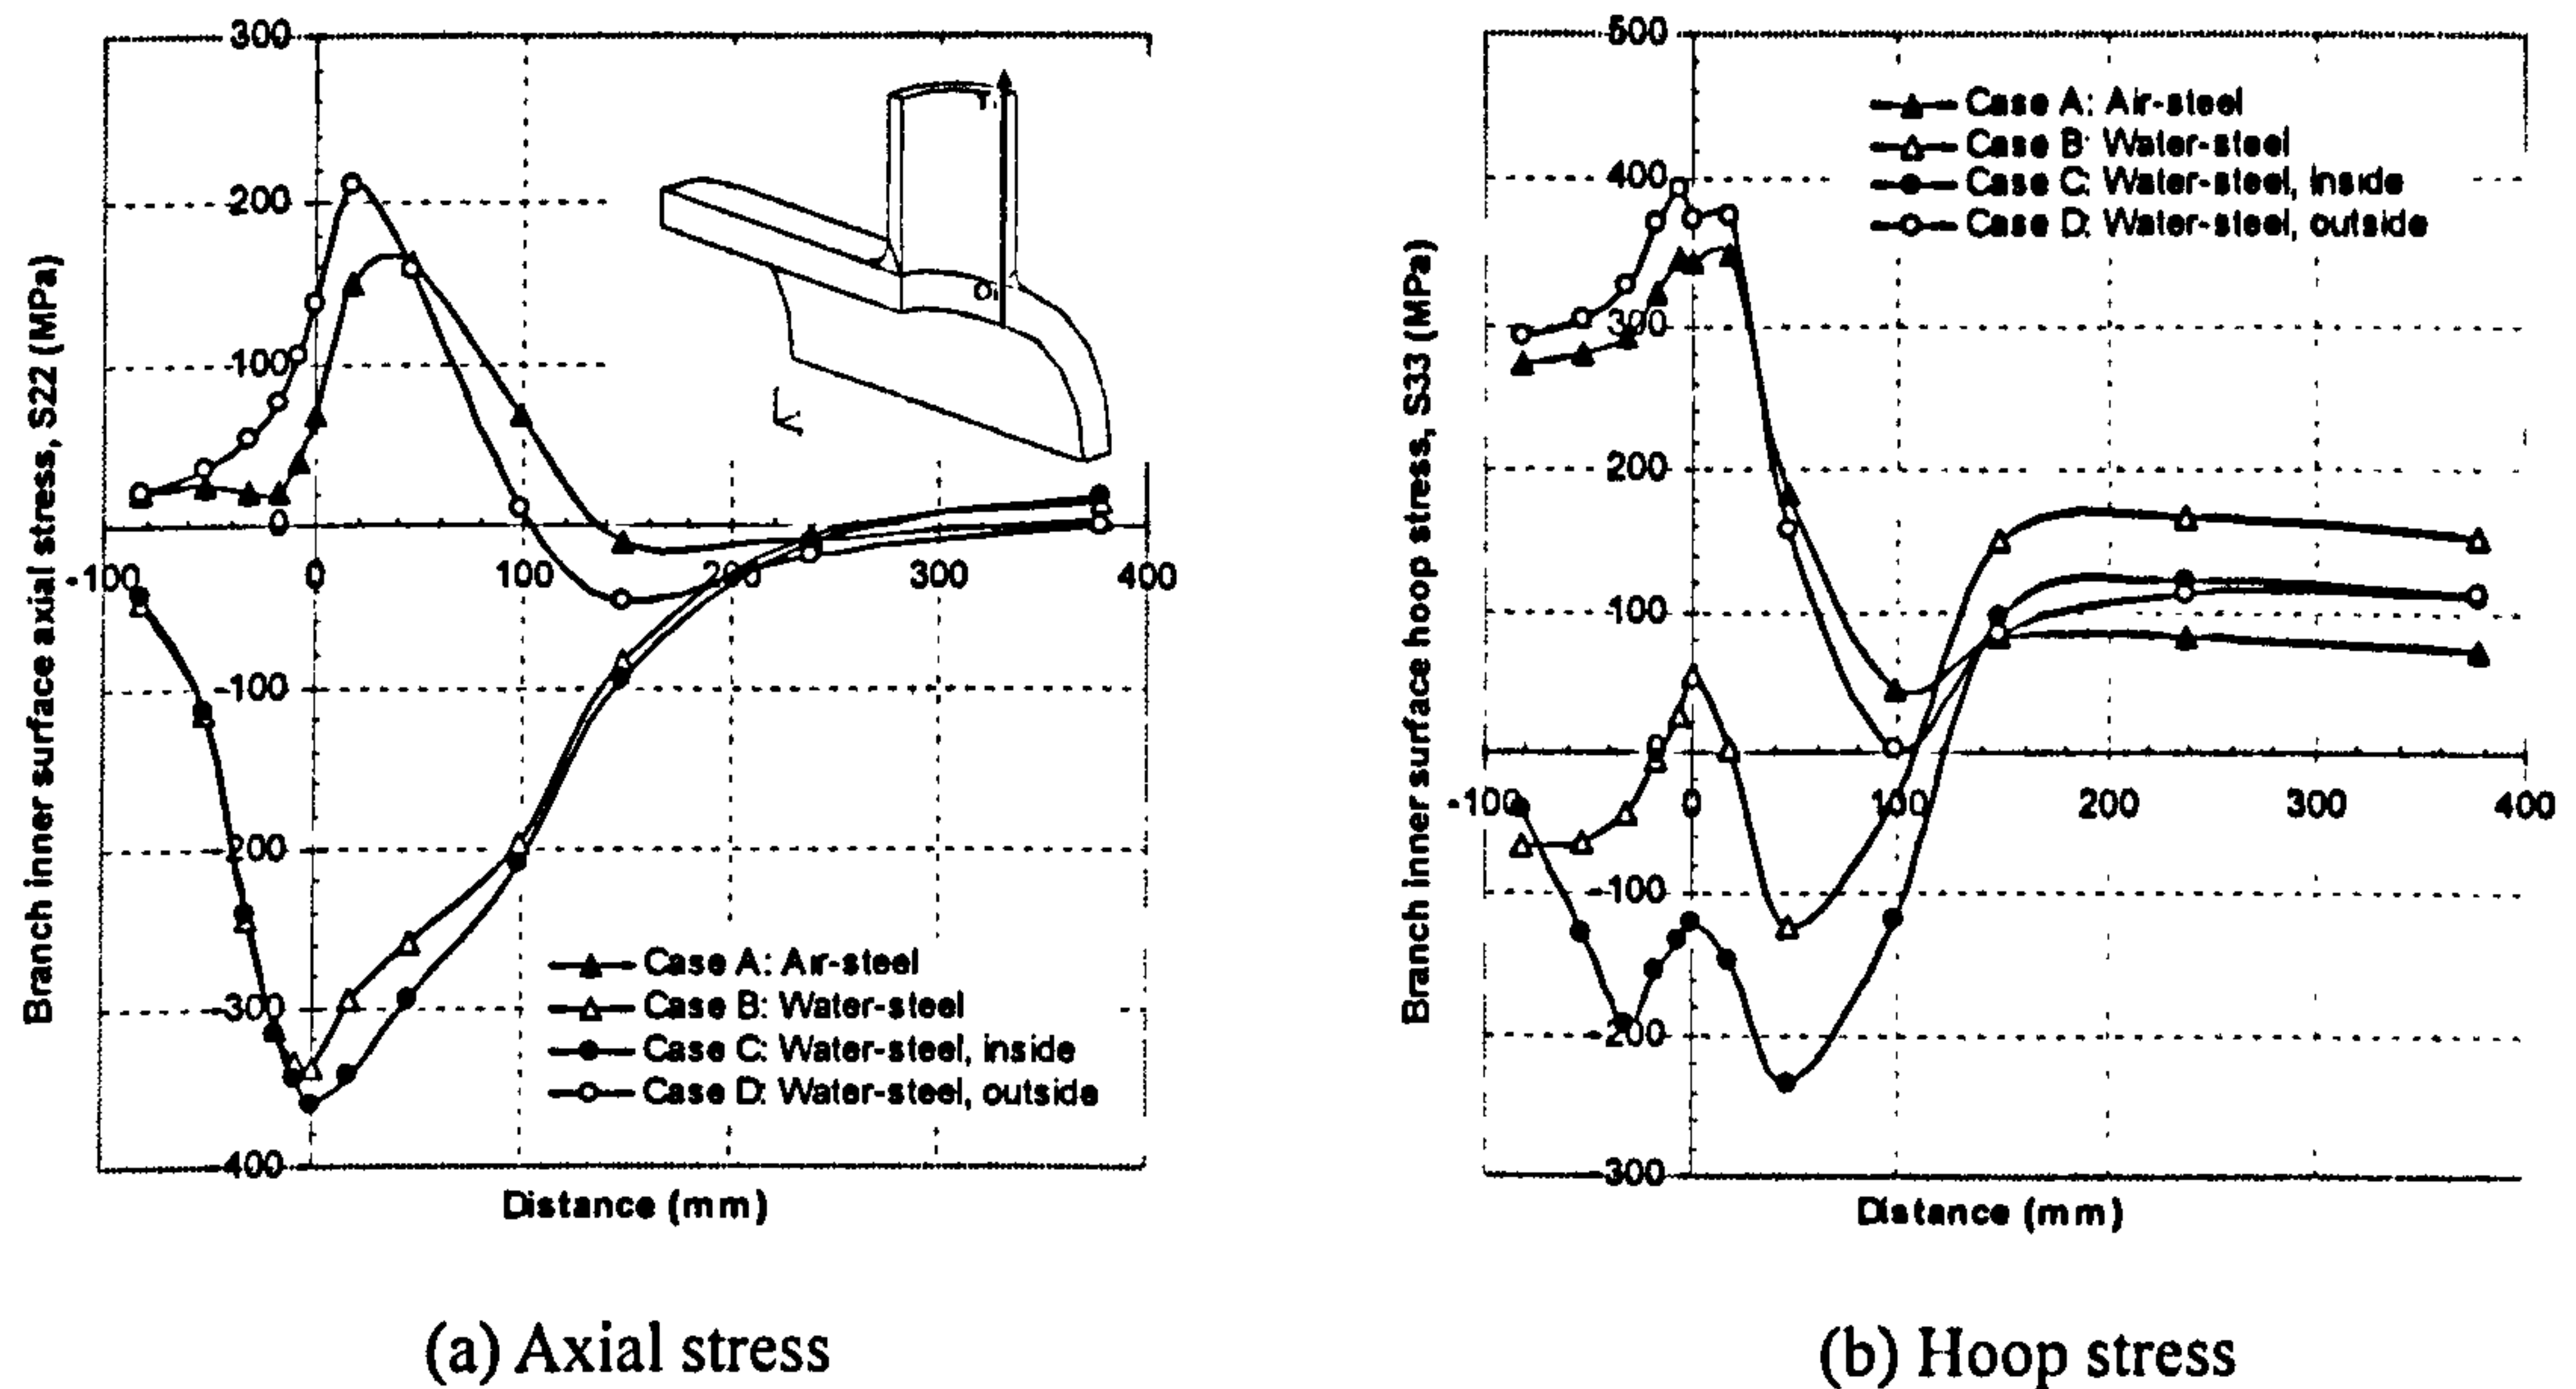 Branch inner surface axial stress, S22 (MPa)
300
200
100
0
-100
-200
-300
-400
-100
0
100
200
300
400
Distance (mm)
Case A: Air-steel
Case B: Water-steel
Case C: Water-steel, inside
Case D: Water-steel, outside
(a) Axial stress
Branch inner surface hoop stress, S33 (MPa)
500
400
300
200
100
-100
-200
-300
-100
0
100
200
300
400
Distance (mm)
Case A: Air-steel
Case B: Water-steel
Case C: Water-steel, inside
Case D: Water-steel, outside
(b) Hoop stress